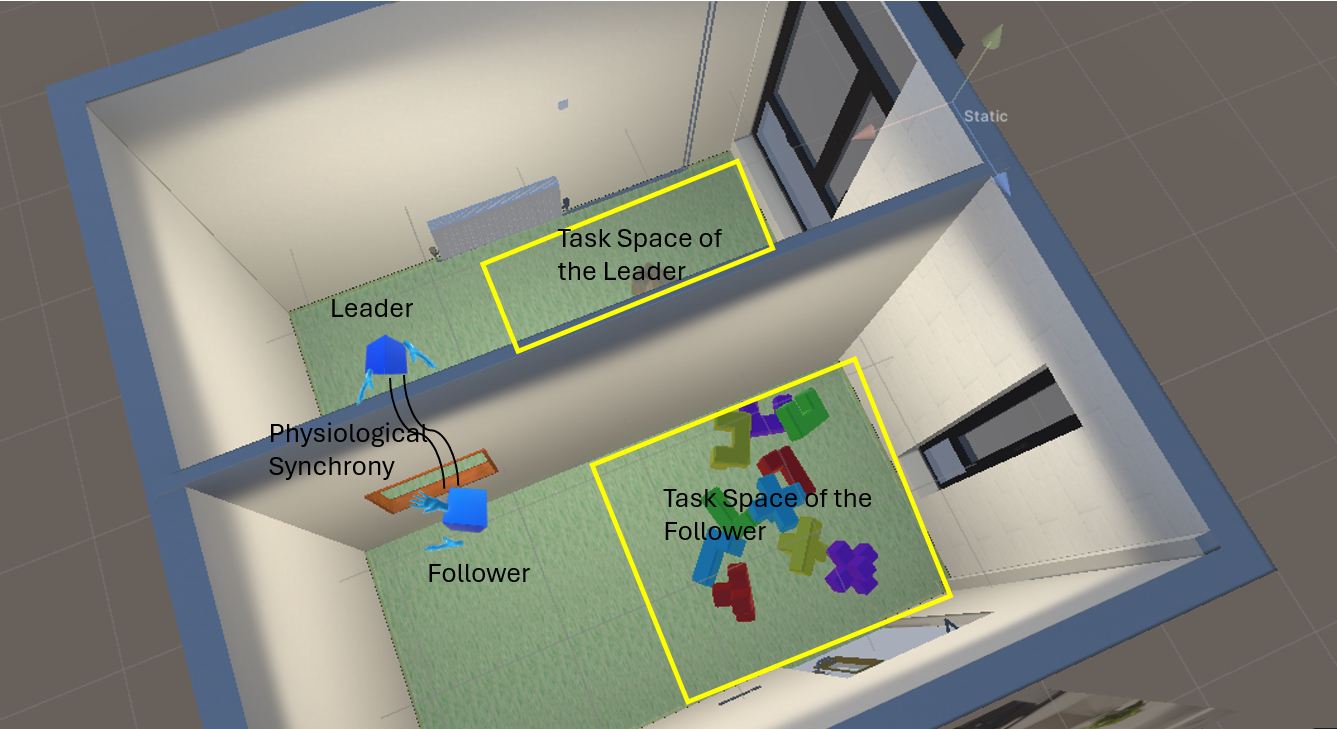 Static
Task Space of
the Leader
Leader
Physiological
Synchrony
Task Space of the
Follower
Follower